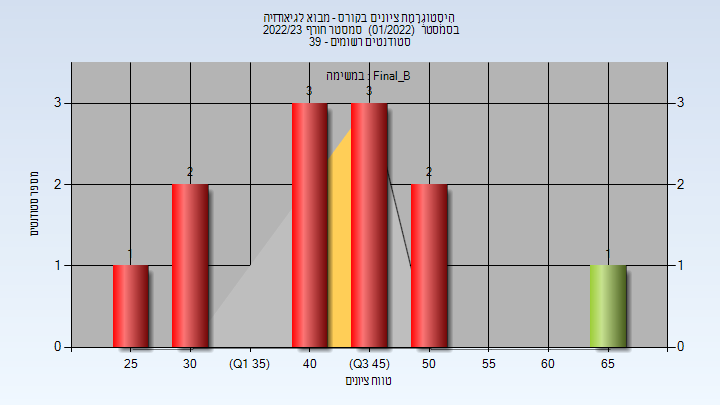 היסטוגרמת ציונים בקורס - מבוא לגיאודזיה
בסמסטר (01/2022) סמסטר חורף 2022/23
סטודנטים רשומים - 39
במשימה : Final_B
מספר סטודנטים
3 3 3 3
2 2 2 2
1 1 1 1
0 0
25 30 (Q1 35) 40 (Q3 45) 50 55 60 65
טווח ציונים